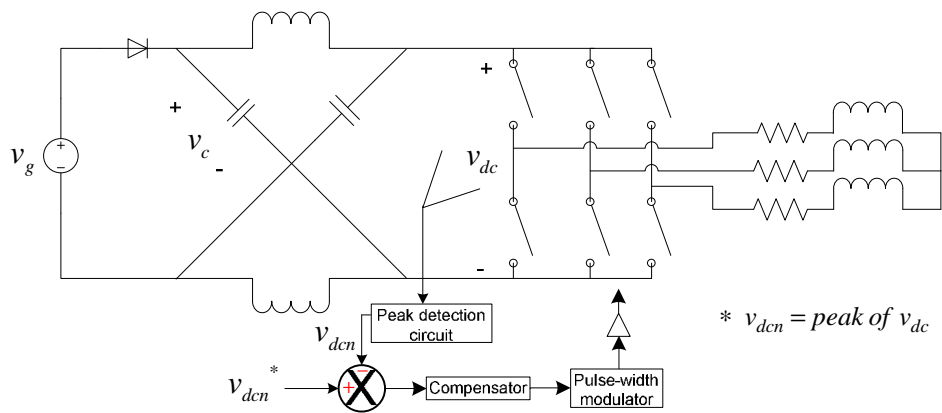 +
v_c
-
v_g
+
−
+
v_dc
-
Peak detection
circuit
v_dcn
* v_dcn = peak of v_dc
v_dcn*
+
−
X
Compensator
Pulse-width
modulator